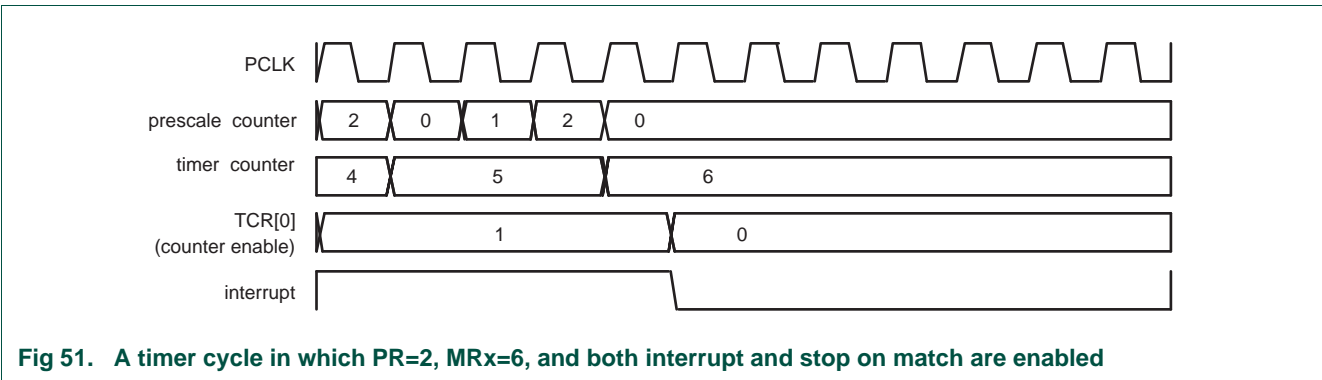 PCLK
prescale counter 2 0 1 2 0
timer counter 4 5 6
TCR[0]
(counter enable) 1 0
interrupt
Fig 51. A timer cycle in which PR=2, MRx=6, and both interrupt and stop on match are enabled